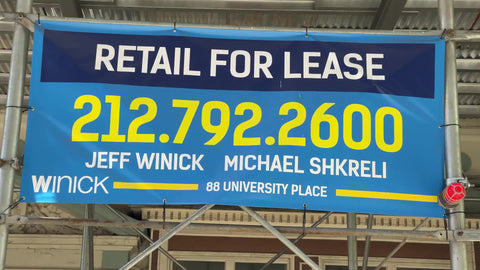 RETAIL FOR LEASE
212.792.2600
JEFF WINICK MICHAEL SHKRELI
WINICK 88 UNIVERSITY PLACE